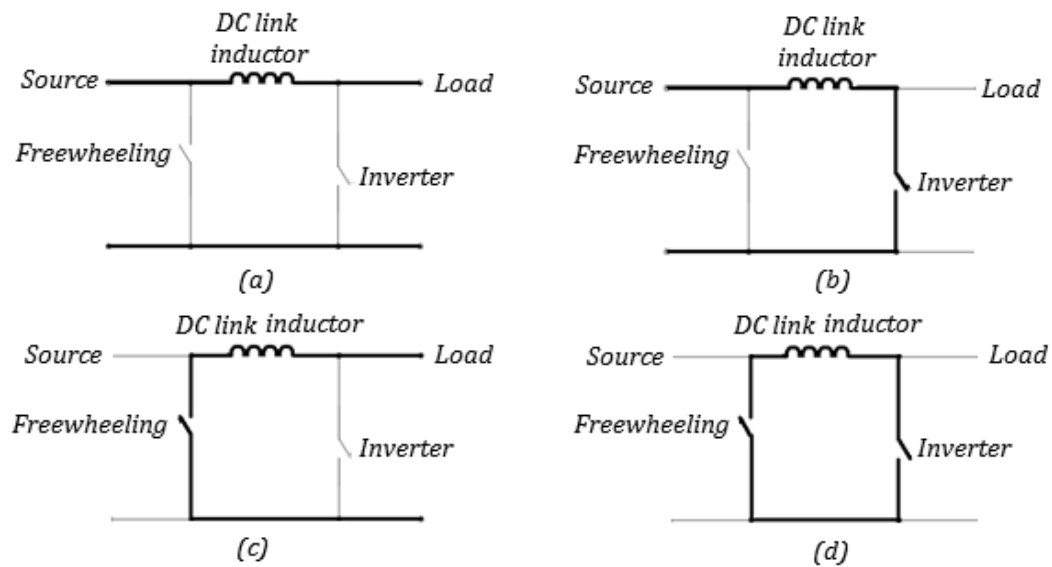 DC link
inductor
Source
Load
Freewheeling
Inverter
(a)
DC link
inductor
Source
Load
Freewheeling
Inverter
(b)
DC link inductor
Source
Load
Freewheeling
Inverter
(c)
DC link inductor
Source
Load
Freewheeling
Inverter
(d)